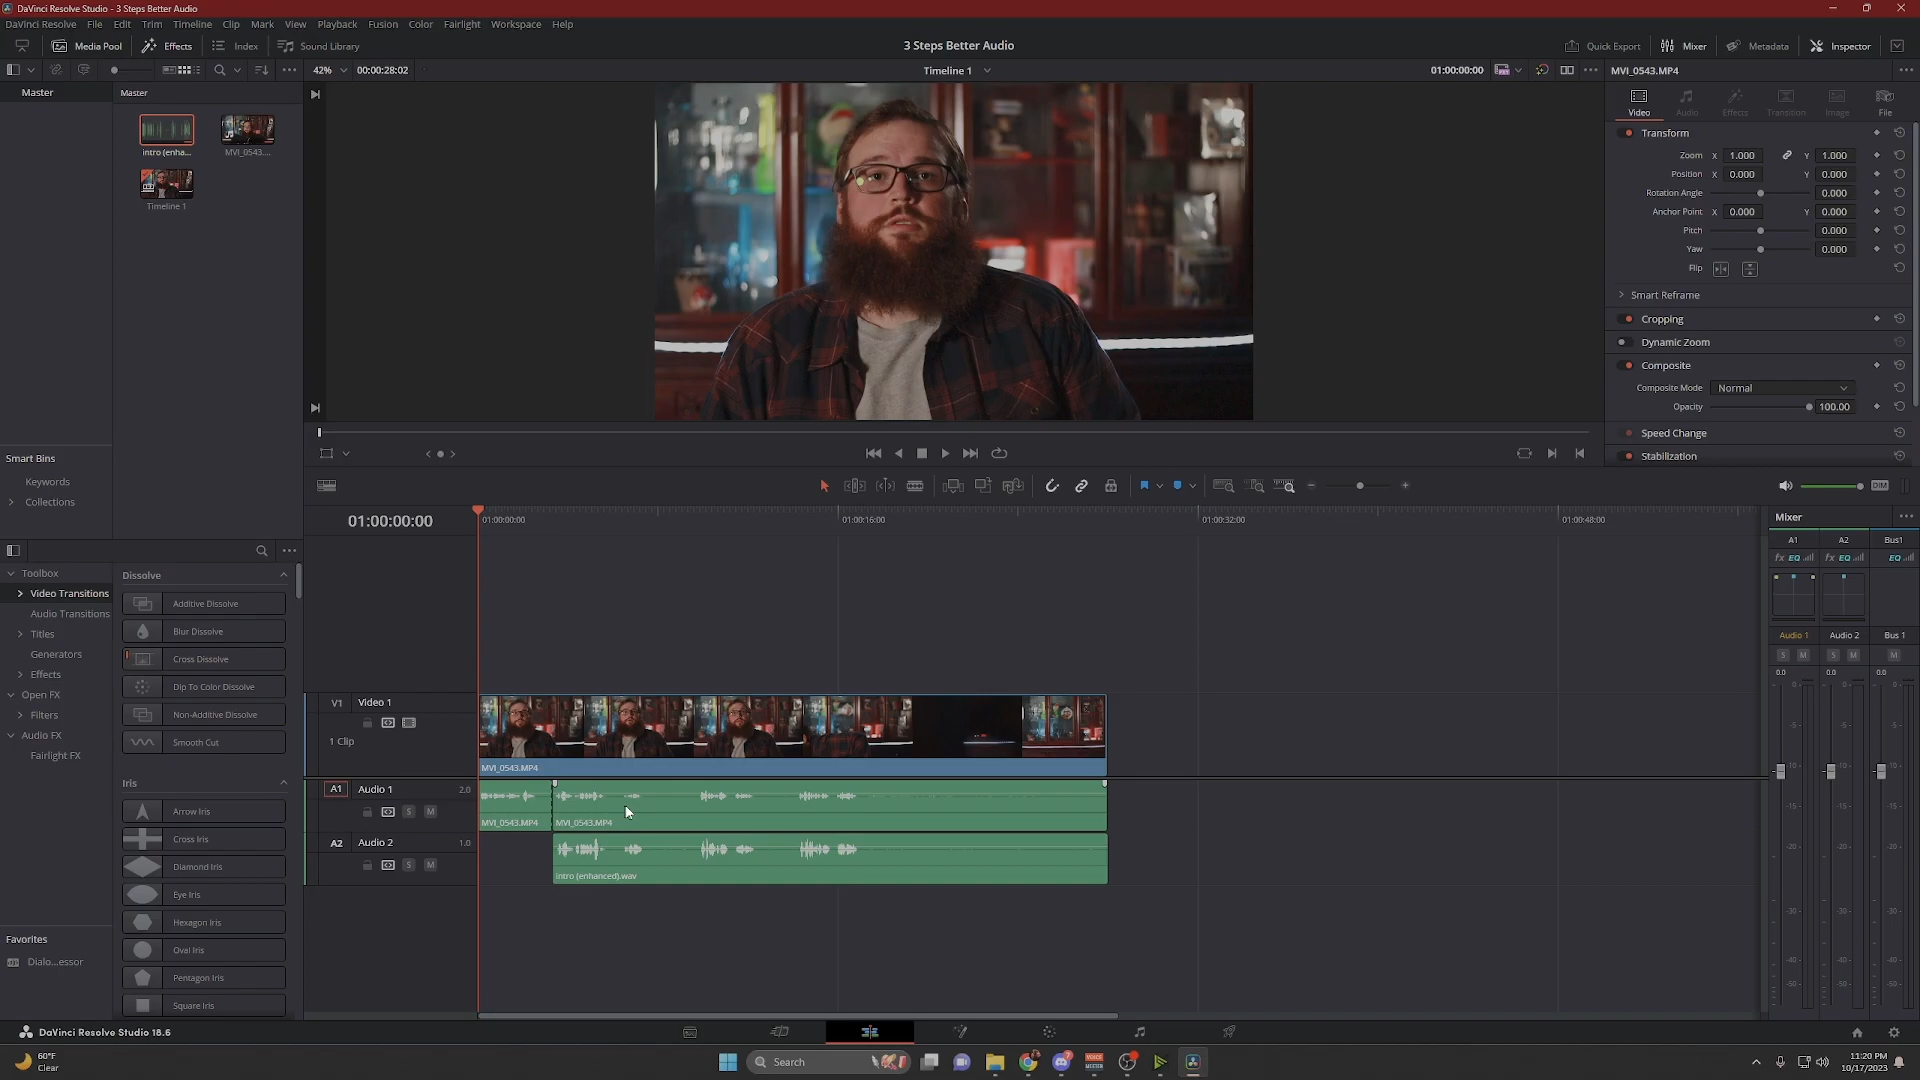 DaVinci Resolve Studio - 3 Steps Better Audio
DaVinci Resolve File Edit Trim Timeline Clip Mark View Playback Fusion Color Fairlight Workspace Help
Media Pool Effects Index Sound Library 3 Steps Better Audio Quick Export Mixer Metadata Inspector
42% 00:00:28:02 Timeline 1 01:00:00:00 MVI_0543.MP4
Master Master
intro (enha... MVI_0543....
Timeline 1
Video Audio Effects Transition Image File
Transform
Zoom X 1.000 Y 1.000
Position X 0.000 Y 0.000
Rotation Angle 0.000
Anchor Point X 0.000 Y 0.000
Pitch 0.000
Yaw 0.000
Flip
Smart Reframe
Cropping
Dynamic Zoom
Composite
Composite Mode Normal
Opacity 100.00
Speed Change
Stabilization
Smart Bins
Keywords
Collections
DIM
01:00:00:00 01:00:00:00 01:00:16:00 01:00:32:00 01:00:48:00
Mixer
A1 A2 Bus1
fx EQ fx EQ EQ
Audio 1 Audio 2 Bus 1
S M S M M
0.0 0.0 0.0
Toolbox
Video Transitions
Audio Transitions
Titles
Generators
Effects
Open FX
Filters
Audio FX
Fairlight FX
Favorites
Dialo...essor
Dissolve
Additive Dissolve
Blur Dissolve
Cross Dissolve
Dip To Color Dissolve
Non-Additive Dissolve
Smooth Cut
Iris
Arrow Iris
Cross Iris
Diamond Iris
Eye Iris
Hexagon Iris
Oval Iris
Pentagon Iris
Square Iris
V1 Video 1
1 Clip
MVI_0543.MP4
A1 Audio 1 2.0
S M
MVI_0543.MP4 MVI_0543.MP4
A2 Audio 2 1.0
S M
intro (enhanced).wav
DaVinci Resolve Studio 18.6
60°F
Clear
Search
VOICE MEETER
7
11:20 PM
10/17/2023